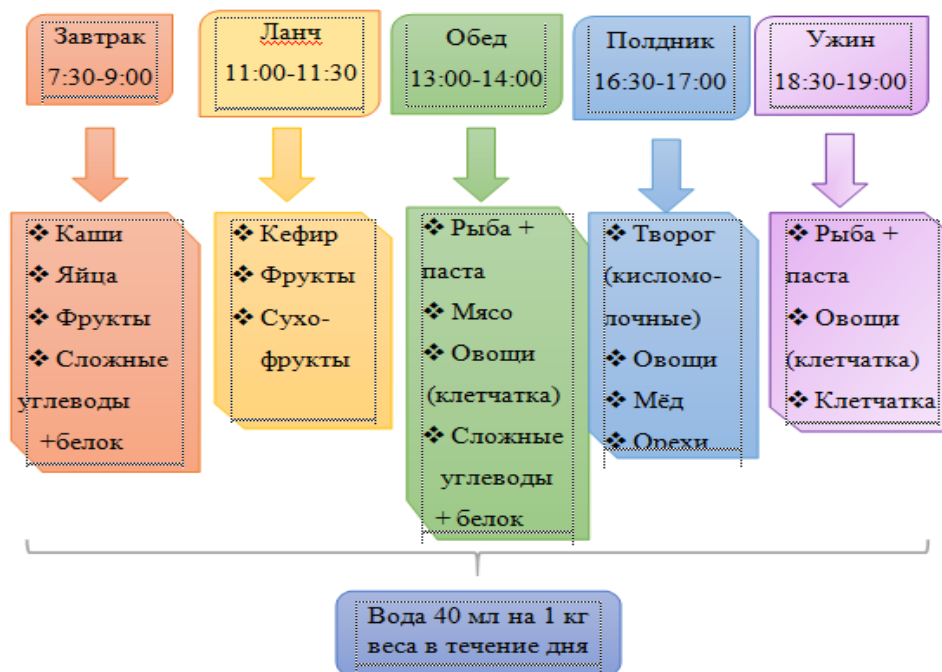 Завтрак
7:30-9:00
Ланч
11:00-11:30
Обед
13:00-14:00
Полдник
16:30-17:00
Ужин
18:30-19:00
❖ Каши
❖ Яйца
❖ Фрукты
❖ Сложные
углеводы
+белок
❖ Кефир
❖ Фрукты
❖ Сухо-
фрукты
❖ Рыба +
паста
❖ Мясо
❖ Овощи
(клетчатка)
❖ Сложные
углеводы
+ белок
❖ Творог
(кисломо-
лочные)
❖ Овощи
❖ Мёд
❖ Орехи
❖ Рыба +
паста
❖ Овощи
(клетчатка)
❖ Клетчатка
Вода 40 мл на 1 кг
веса в течение дня